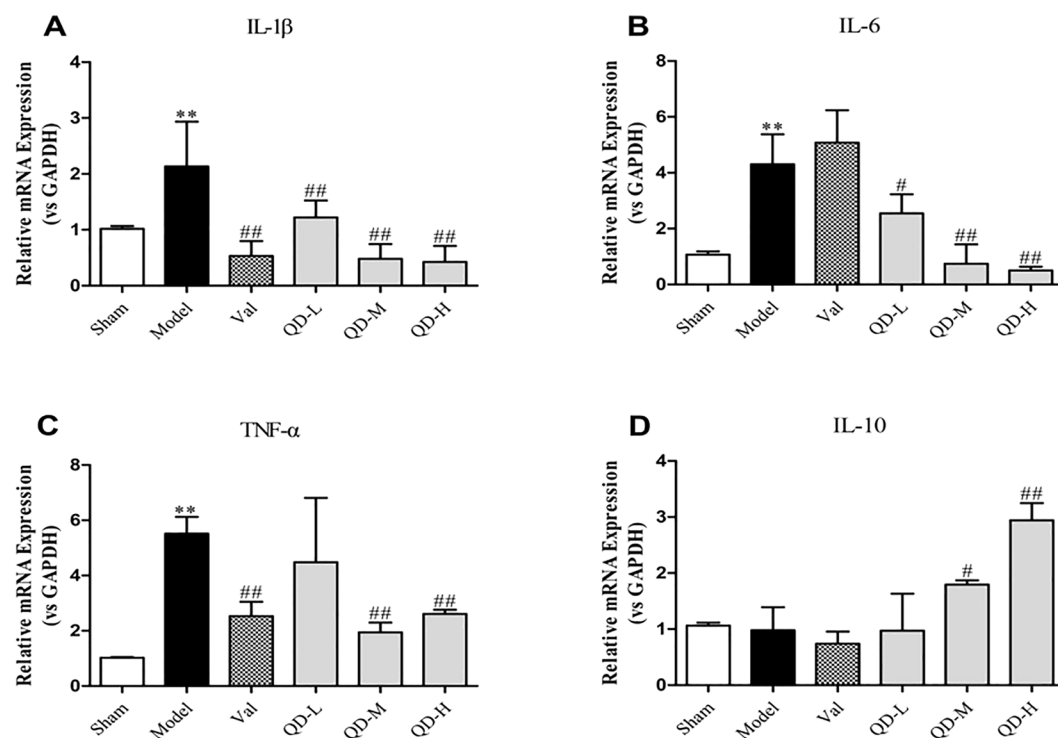 A
IL-1β
Relative mRNA Expression
(vs GAPDH)
4
3
2
1
0
**
##
##
##
##
Sham
Model
Val
QD-L
QD-M
QD-H
B
IL-6
Relative mRNA Expression
(vs GAPDH)
8
6
4
2
0
**
#
##
##
Sham
Model
Val
QD-L
QD-M
QD-H
C
TNF-α
Relative mRNA Expression
(vs GAPDH)
8
6
4
2
0
**
##
##
##
Sham
Model
Val
QD-L
QD-M
QD-H
D
IL-10
Relative mRNA Expression
(vs GAPDH)
4
3
2
1
0
#
##
Sham
Model
Val
QD-L
QD-M
QD-H